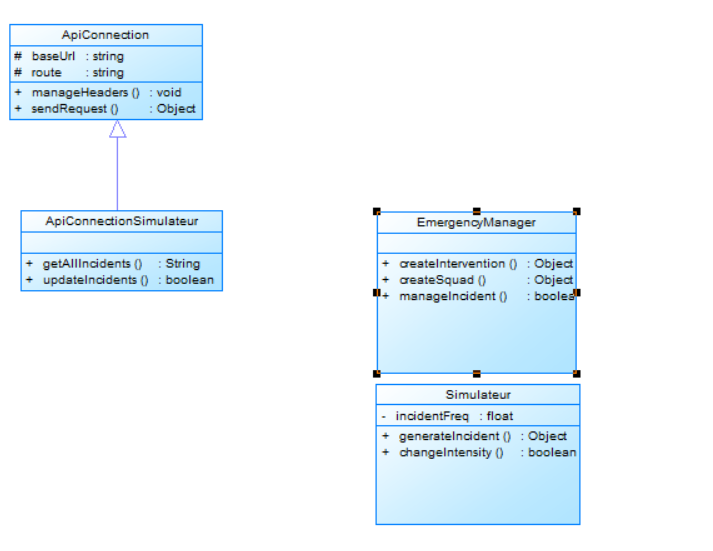 ApiConnection
# baseUrl : string
# route : string
+ manageHeaders () : void
+ sendRequest () : Object
ApiConnectionSimulateur
+ getAllIncidents () : String
+ updateIncidents () : boolean
EmergencyManager
+ createIntervention () : Object
+ createSquad () : Object
+ manageIncident () : boolea
Simulateur
- incidentFreq : float
+ generateIncident () : Object
+ changeIntensity () : boolean